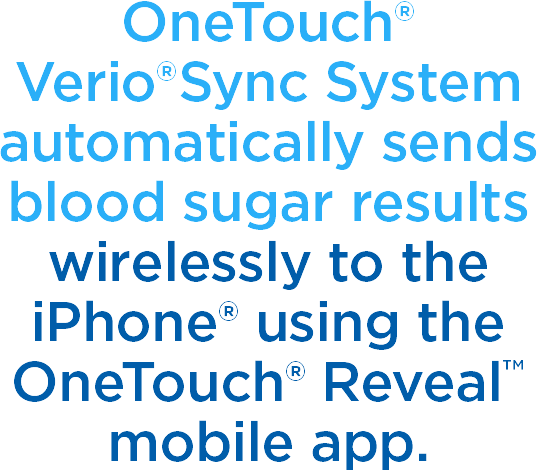 OneTouch®
Verio®Sync System
automatically sends
blood sugar results
wirelessly to the
iPhone® using the
OneTouch® Reveal™
mobile app.